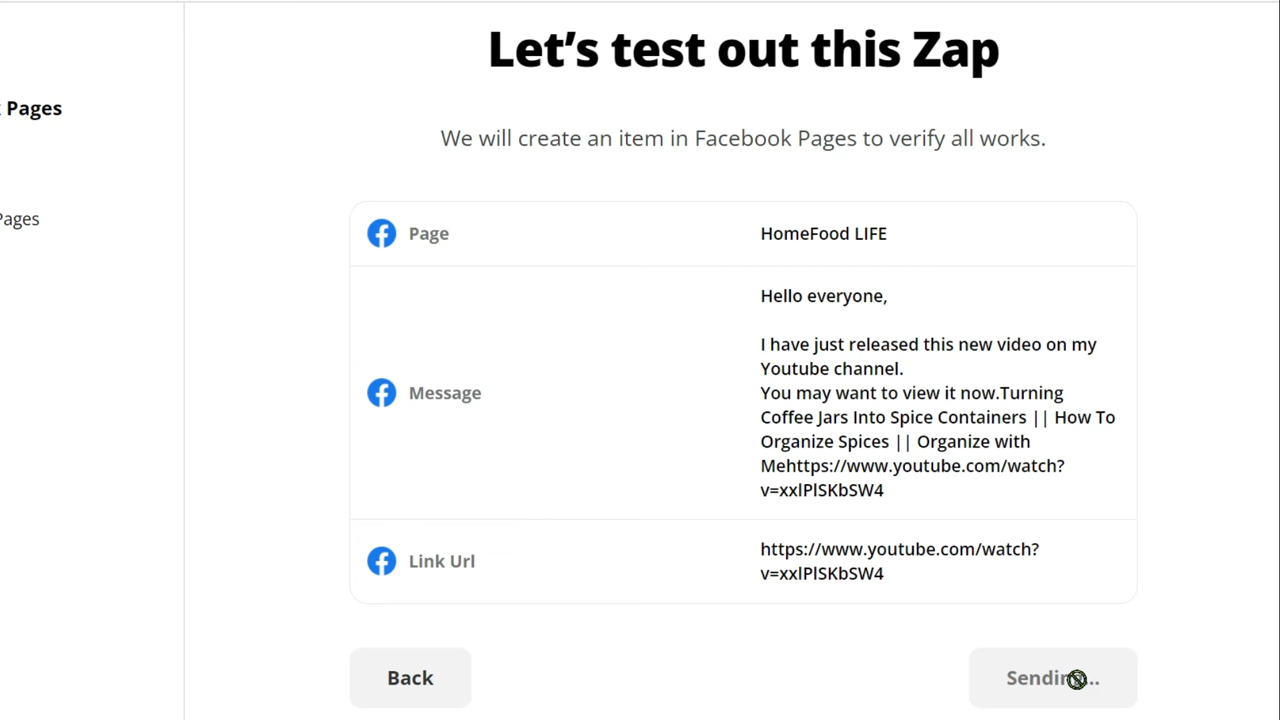 Let's test out this Zap
Pages
We will create an item in Facebook Pages to verify all works.
Pages
Page
HomeFood LIFE
Message
Hello everyone,
I have just released this new video on my
Youtube channel.
You may want to view it now.Turning
Coffee Jars Into Spice Containers || How To
Organize Spices || Organize with
Mehttps://www.youtube.com/watch?
v=xxlPlSKbSW4
Link Url
https://www.youtube.com/watch?
v=xxlPlSKbSW4
Back
Sending...